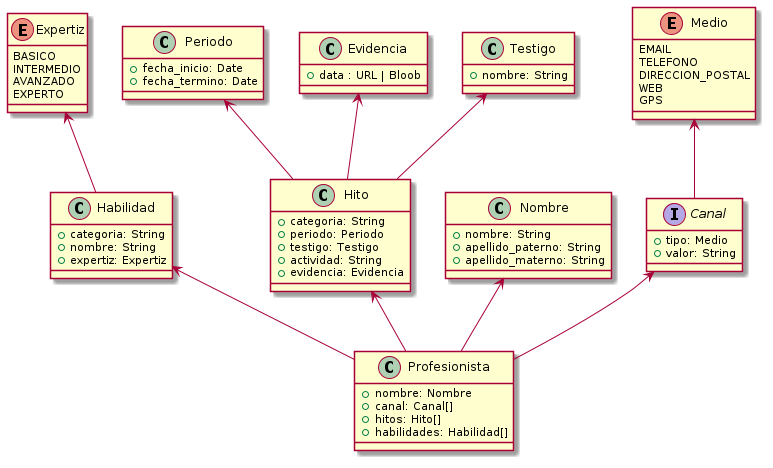 E Expertiz
BASICO
INTERMEDIO
AVANZADO
EXPERTO
C Periodo
fecha_inicio: Date
fecha_termino: Date
C Evidencia
data : URL | Bloob
C Testigo
nombre: String
E Medio
EMAIL
TELEFONO
DIRECCION_POSTAL
WEB
GPS
C Habilidad
categoria: String
nombre: String
expertiz: Expertiz
C Hito
categoria: String
periodo: Periodo
testigo: Testigo
actividad: String
evidencia: Evidencia
C Nombre
nombre: String
apellido_paterno: String
apellido_materno: String
I Canal
tipo: Medio
valor: String
C Profesionista
nombre: Nombre
canal: Canal[]
hitos: Hito[]
habilidades: Habilidad[]